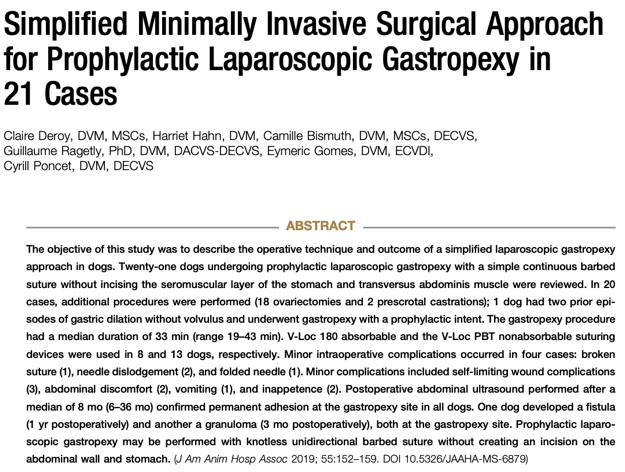 Simplified Minimally Invasive Surgical Approach
for Prophylactic Laparoscopic Gastropexy in
21 Cases
Claire Deroy, DVM, MSCs, Harriet Hahn, DVM, Camille Bismuth, DVM, MSCs, DECVS,
Guillaume Ragetly, PhD, DVM, DACVS-DECVS, Eymeric Gomes, DVM, ECVDI,
Cyrill Poncet, DVM, DECVS
ABSTRACT
The objective of this study was to describe the operative technique and outcome of a simplified laparoscopic gastropexy
approach in dogs. Twenty-one dogs undergoing prophylactic laparoscopic gastropexy with a simple continuous barbed
suture without incising the seromuscular layer of the stomach and transversus abdominis muscle were reviewed. In 20
cases, additional procedures were performed (18 ovariectomies and 2 prescrotal castrations); 1 dog had two prior epi-
sodes of gastric dilation without volvulus and underwent gastropexy with a prophylactic intent. The gastropexy procedure
had a median duration of 33 min (range 19–43 min). V-Loc 180 absorbable and the V-Loc PBT nonabsorbable suturing
devices were used in 8 and 13 dogs, respectively. Minor intraoperative complications occurred in four cases: broken
suture (1), needle dislodgement (2), and folded needle (1). Minor complications included self-limiting wound complications
(3), abdominal discomfort (2), vomiting (1), and inappetence (2). Postoperative abdominal ultrasound performed after a
median of 8 mo (6–36 mo) confirmed permanent adhesion at the gastropexy site in all dogs. One dog developed a fistula
(1 yr postoperatively) and another a granuloma (3 mo postoperatively), both at the gastropexy site. Prophylactic laparo-
scopic gastropexy may be performed with knotless unidirectional barbed suture without creating an incision on the
abdominal wall and stomach. (J Am Anim Hosp Assoc 2019; 55:152–159. DOI 10.5326/JAAHA-MS-6879)